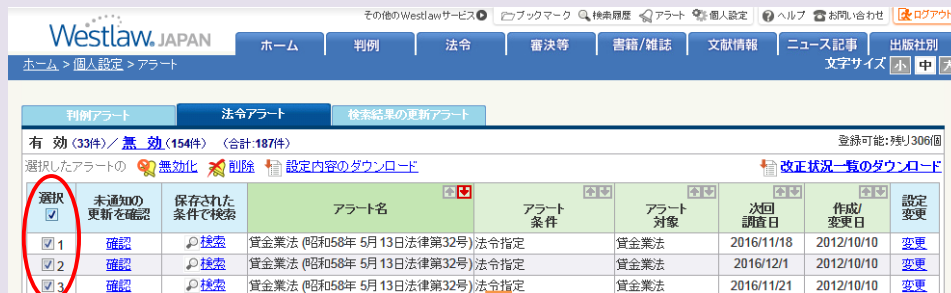 その他のWestlawサービス ブックマーク 検索履歴 アラート 個人設定 ヘルプ お問い合わせ ログアウト
Westlaw. JAPAN
ホーム 判例 法令 審決等 書籍/雑誌 文献情報 ニュース記事 出版社別
ホーム > 個人設定 > アラート 文字サイズ 小 中 大
判例アラート 法令アラート 検索結果の更新アラート
有 効 (33件)／ 無 効 (154件) (合計:187件) 登録可能:残り306個
選択したアラートの 無効化 削除 設定内容のダウンロード 改正状況一覧のダウンロード
選択 未通知の 保存された アラート名 アラート アラート 次回 作成/ 設定
更新を確認 条件で検索 条件 対象 調査日 変更日 変更
1 確認 検索 貸金業法 (昭和58年 5月13日法律第32号) 法令指定 貸金業法 2016/11/18 2012/10/10 変更
2 確認 検索 貸金業法 (昭和58年 5月13日法律第32号) 法令指定 貸金業法 2016/12/1 2012/10/10 変更
3 確認 検索 貸金業法 (昭和58年 5月13日法律第32号) 法令指定 貸金業法 2016/11/21 2012/10/10 変更